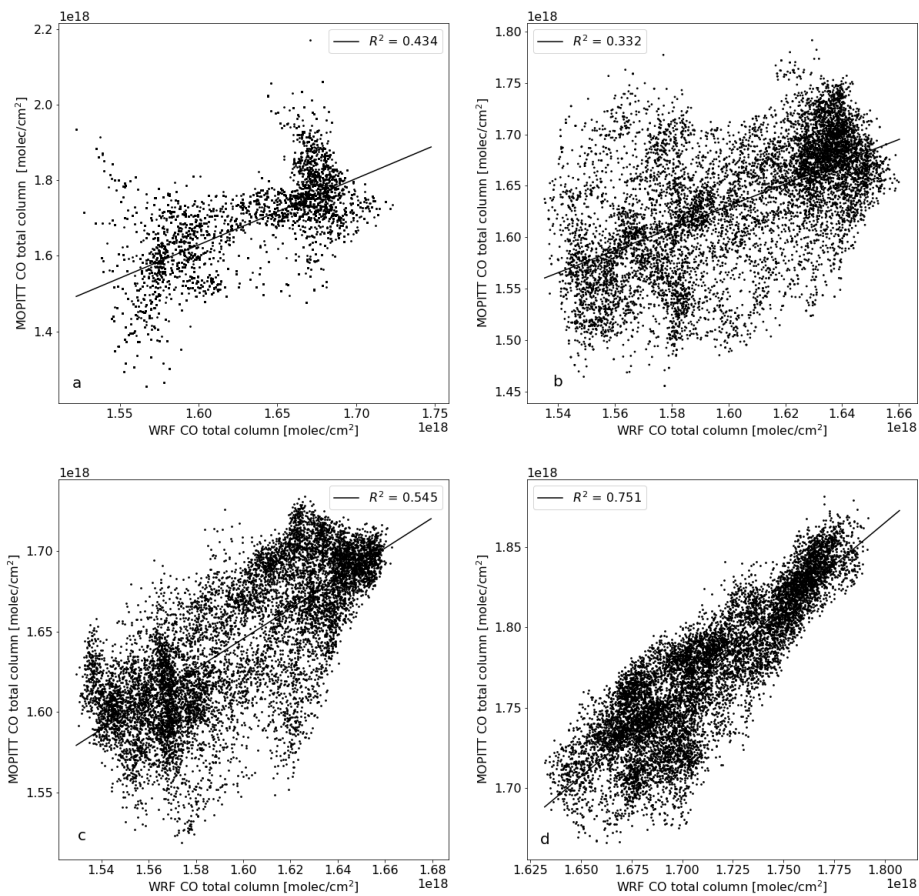 1e18
R² = 0.434
2.2
2.0
1.8
1.6
1.4
MOPITT CO total column [molec/cm²]
a
1.55
1.60
1.65
1.70
1.75
WRF CO total column [molec/cm²]
1e18
1e18
R² = 0.332
1.80
1.75
1.70
1.65
1.60
1.55
1.50
1.45
MOPITT CO total column [molec/cm²]
b
1.54
1.56
1.58
1.60
1.62
1.64
1.66
WRF CO total column [molec/cm²]
1e18
1e18
R² = 0.545
1.70
1.65
1.60
1.55
MOPITT CO total column [molec/cm²]
c
1.54
1.56
1.58
1.60
1.62
1.64
1.66
1.68
WRF CO total column [molec/cm²]
1e18
1e18
R² = 0.751
1.85
1.80
1.75
1.70
MOPITT CO total column [molec/cm²]
d
1.625
1.650
1.675
1.700
1.725
1.750
1.775
1.800
WRF CO total column [molec/cm²]
1e18